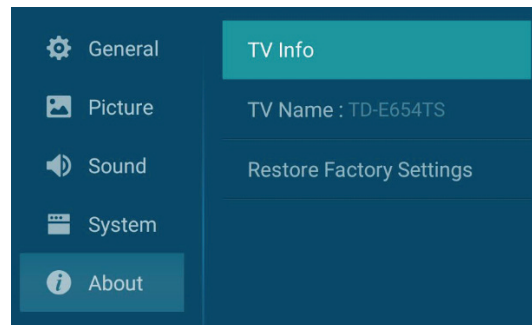 General
Picture
Sound
System
About
TV Info
TV Name : TD-E654TS
Restore Factory Settings